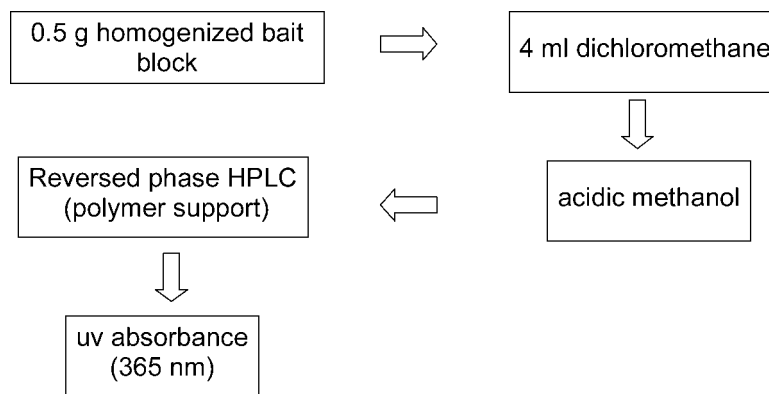 0.5 g homogenized bait
block
4 ml dichloromethane
acidic methanol
Reversed phase HPLC
(polymer support)
uv absorbance
(365 nm)